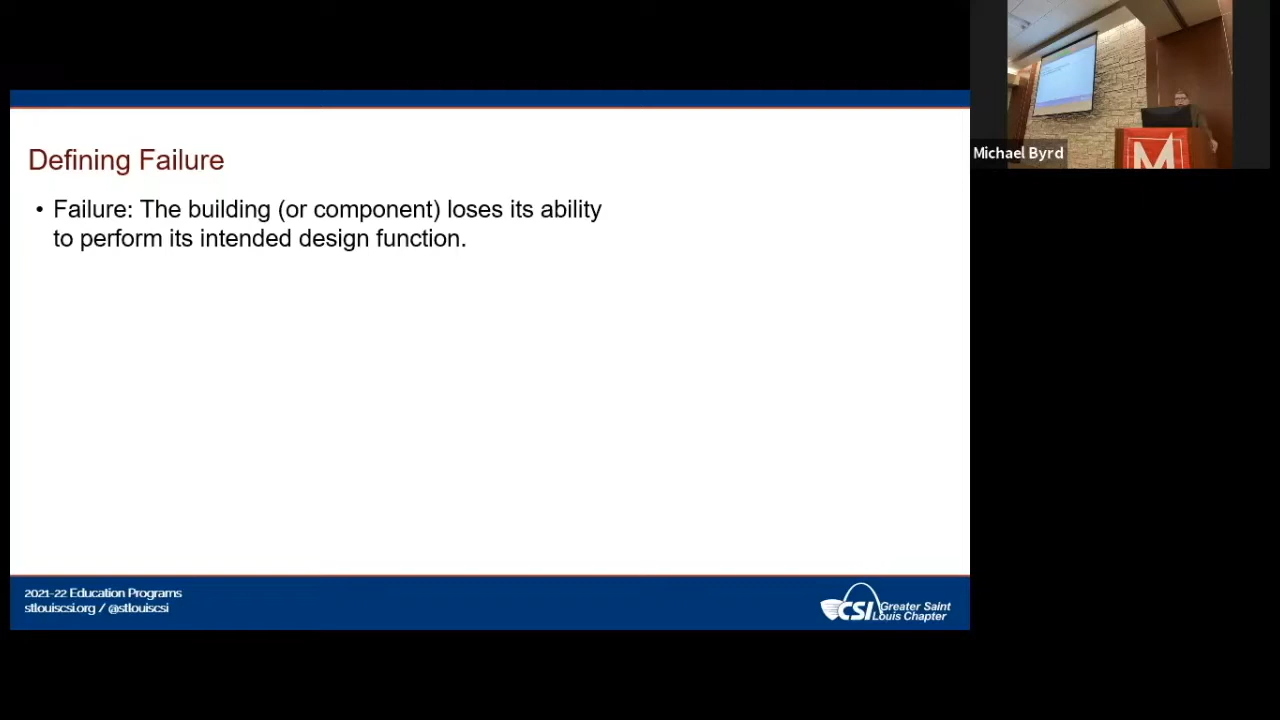 Defining Failure
• Failure: The building (or component) loses its ability
to perform its intended design function.
2021-22 Education Programs
stlouiscsi.org / @stlouiscsi
CSI Greater Saint
Louis Chapter
Michael Byrd
M